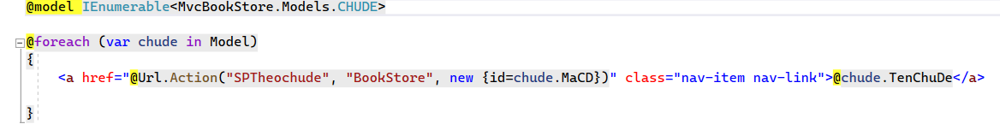 @model IEnumerable<MvcBookStore.Models.CHUDE>
@foreach (var chude in Model)
{
<a href="@Url.Action("SPTheochude", "BookStore", new {id=chude.MaCD})" class="nav-item nav-link">@chude.TenChuDe</a>
}